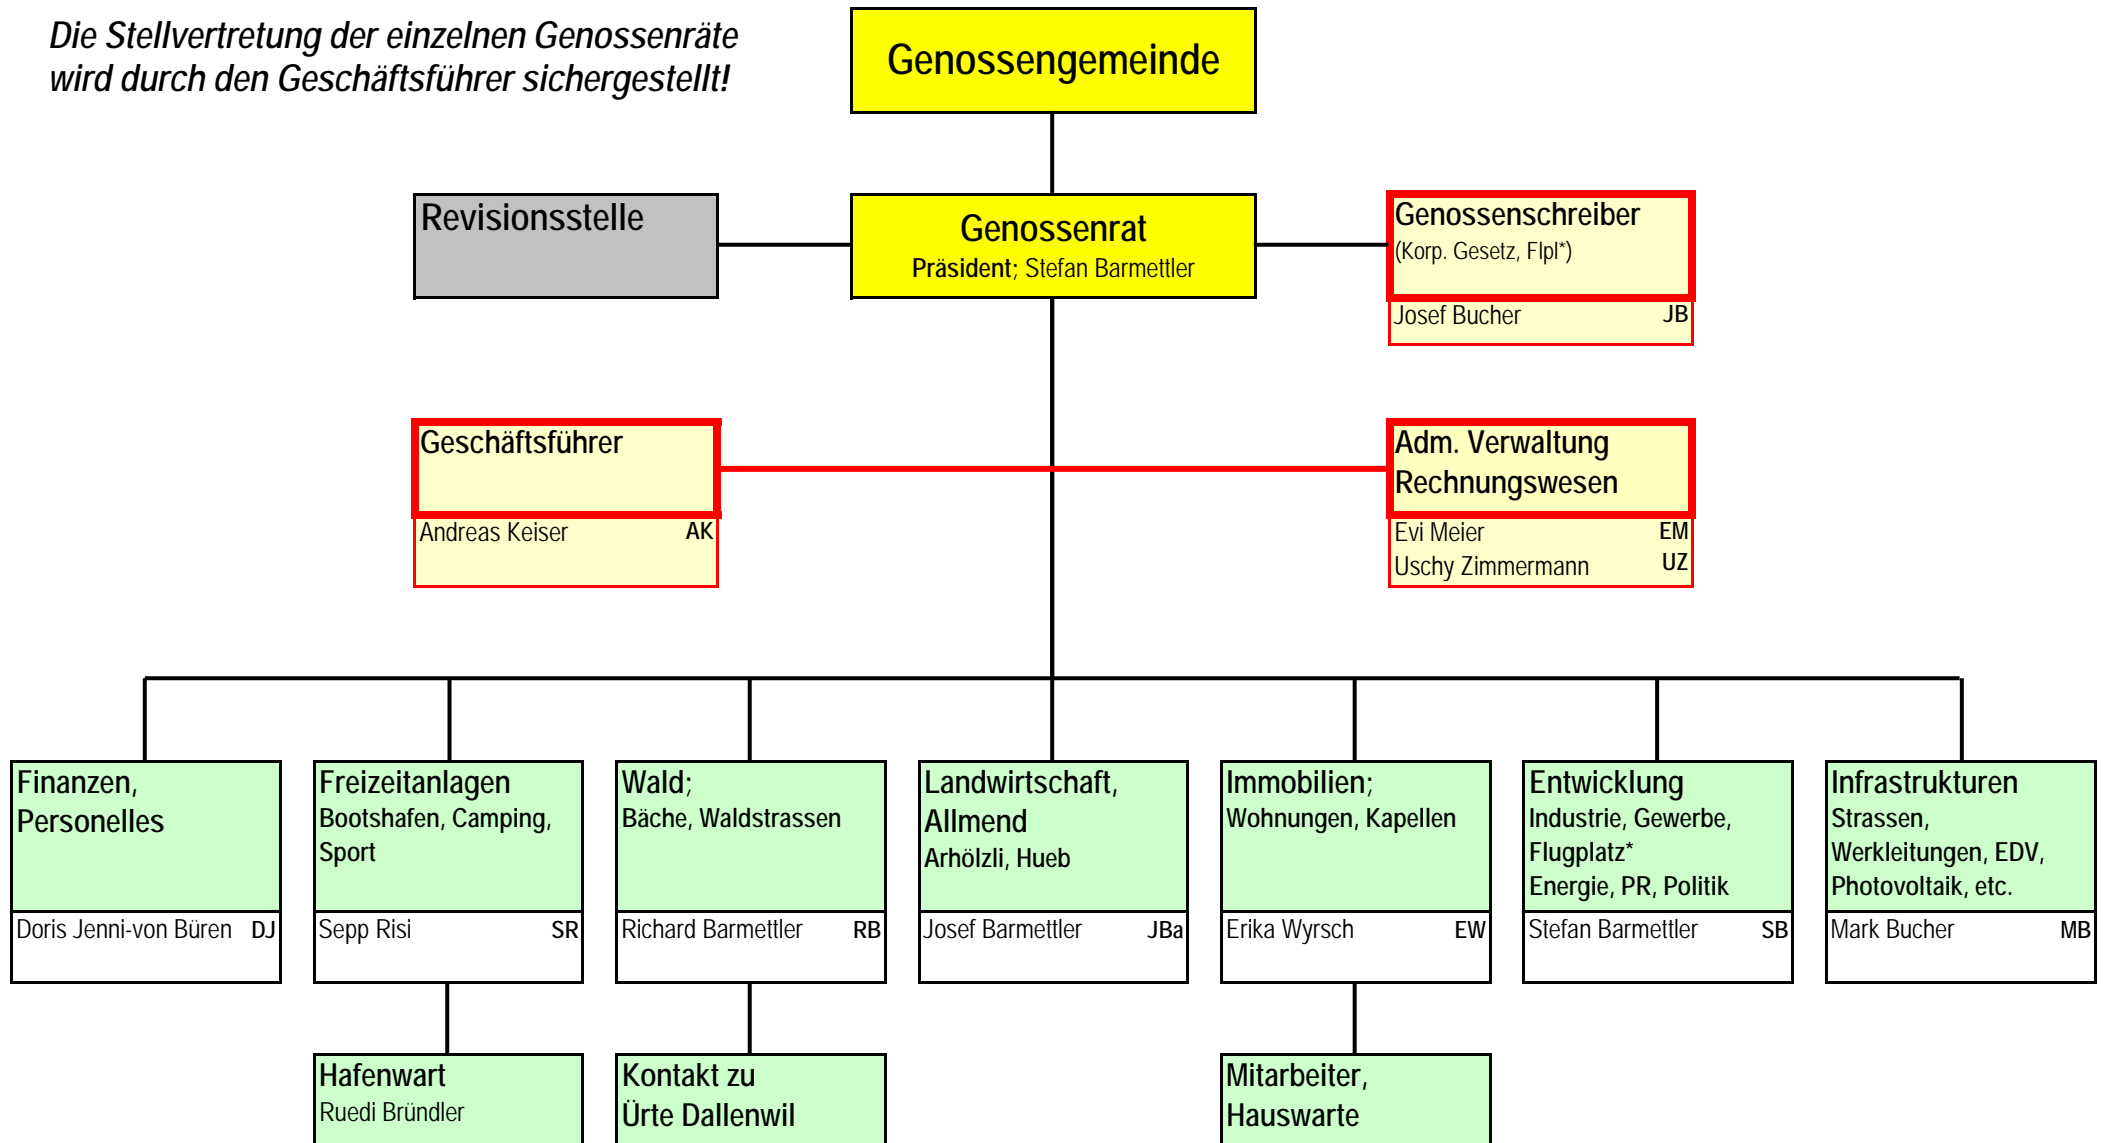 Die Stellvertretung der einzelnen Genossenräte
wird durch den Geschäftsführer sichergestellt!
Genossengemeinde
Revisionsstelle
Genossenrat
Präsident; Stefan Barmettler
Genossenschreiber
(Korp. Gesetz, Flpl*)
Josef Bucher JB
Geschäftsführer
Andreas Keiser AK
Adm. Verwaltung
Rechnungswesen
Evi Meier EM
Uschy Zimmermann UZ
Finanzen,
Personelles
Doris Jenni-von Büren DJ
Freizeitanlagen
Bootshafen, Camping,
Sport
Sepp Risi SR
Wald;
Bäche, Waldstrassen
Richard Barmettler RB
Landwirtschaft,
Allmend
Arhölzli, Hueb
Josef Barmettler JBa
Immobilien;
Wohnungen, Kapellen
Erika Wyrsch EW
Entwicklung
Industrie, Gewerbe,
Flugplatz*
Energie, PR, Politik
Stefan Barmettler SB
Infrastrukturen
Strassen,
Werkleitungen, EDV,
Photovoltaik, etc.
Mark Bucher MB
Hafenwart
Ruedi Bründler
Kontakt zu
Ürte Dallenwil
Mitarbeiter,
Hauswarte